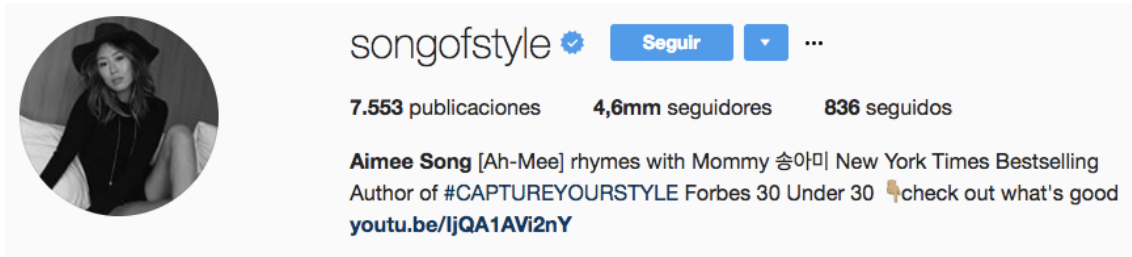 songofstyle Seguir
7.553 publicaciones 4,6mm seguidores 836 seguidos
Aimee Song [Ah-Mee] rhymes with Mommy 송아미 New York Times Bestselling
Author of #CAPTUREYOURSTYLE Forbes 30 Under 30 👇🏼check out what's good
youtu.be/IjQA1AVi2nY